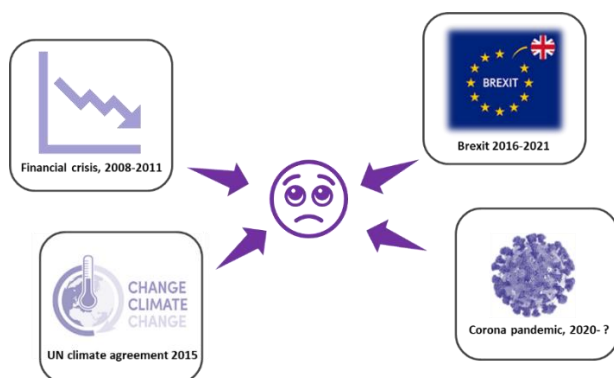 Financial crisis, 2008-2011
BREXIT
Brexit 2016-2021
CHANGE
CLIMATE
CHANGE
UN climate agreement 2015
Corona pandemic, 2020- ?